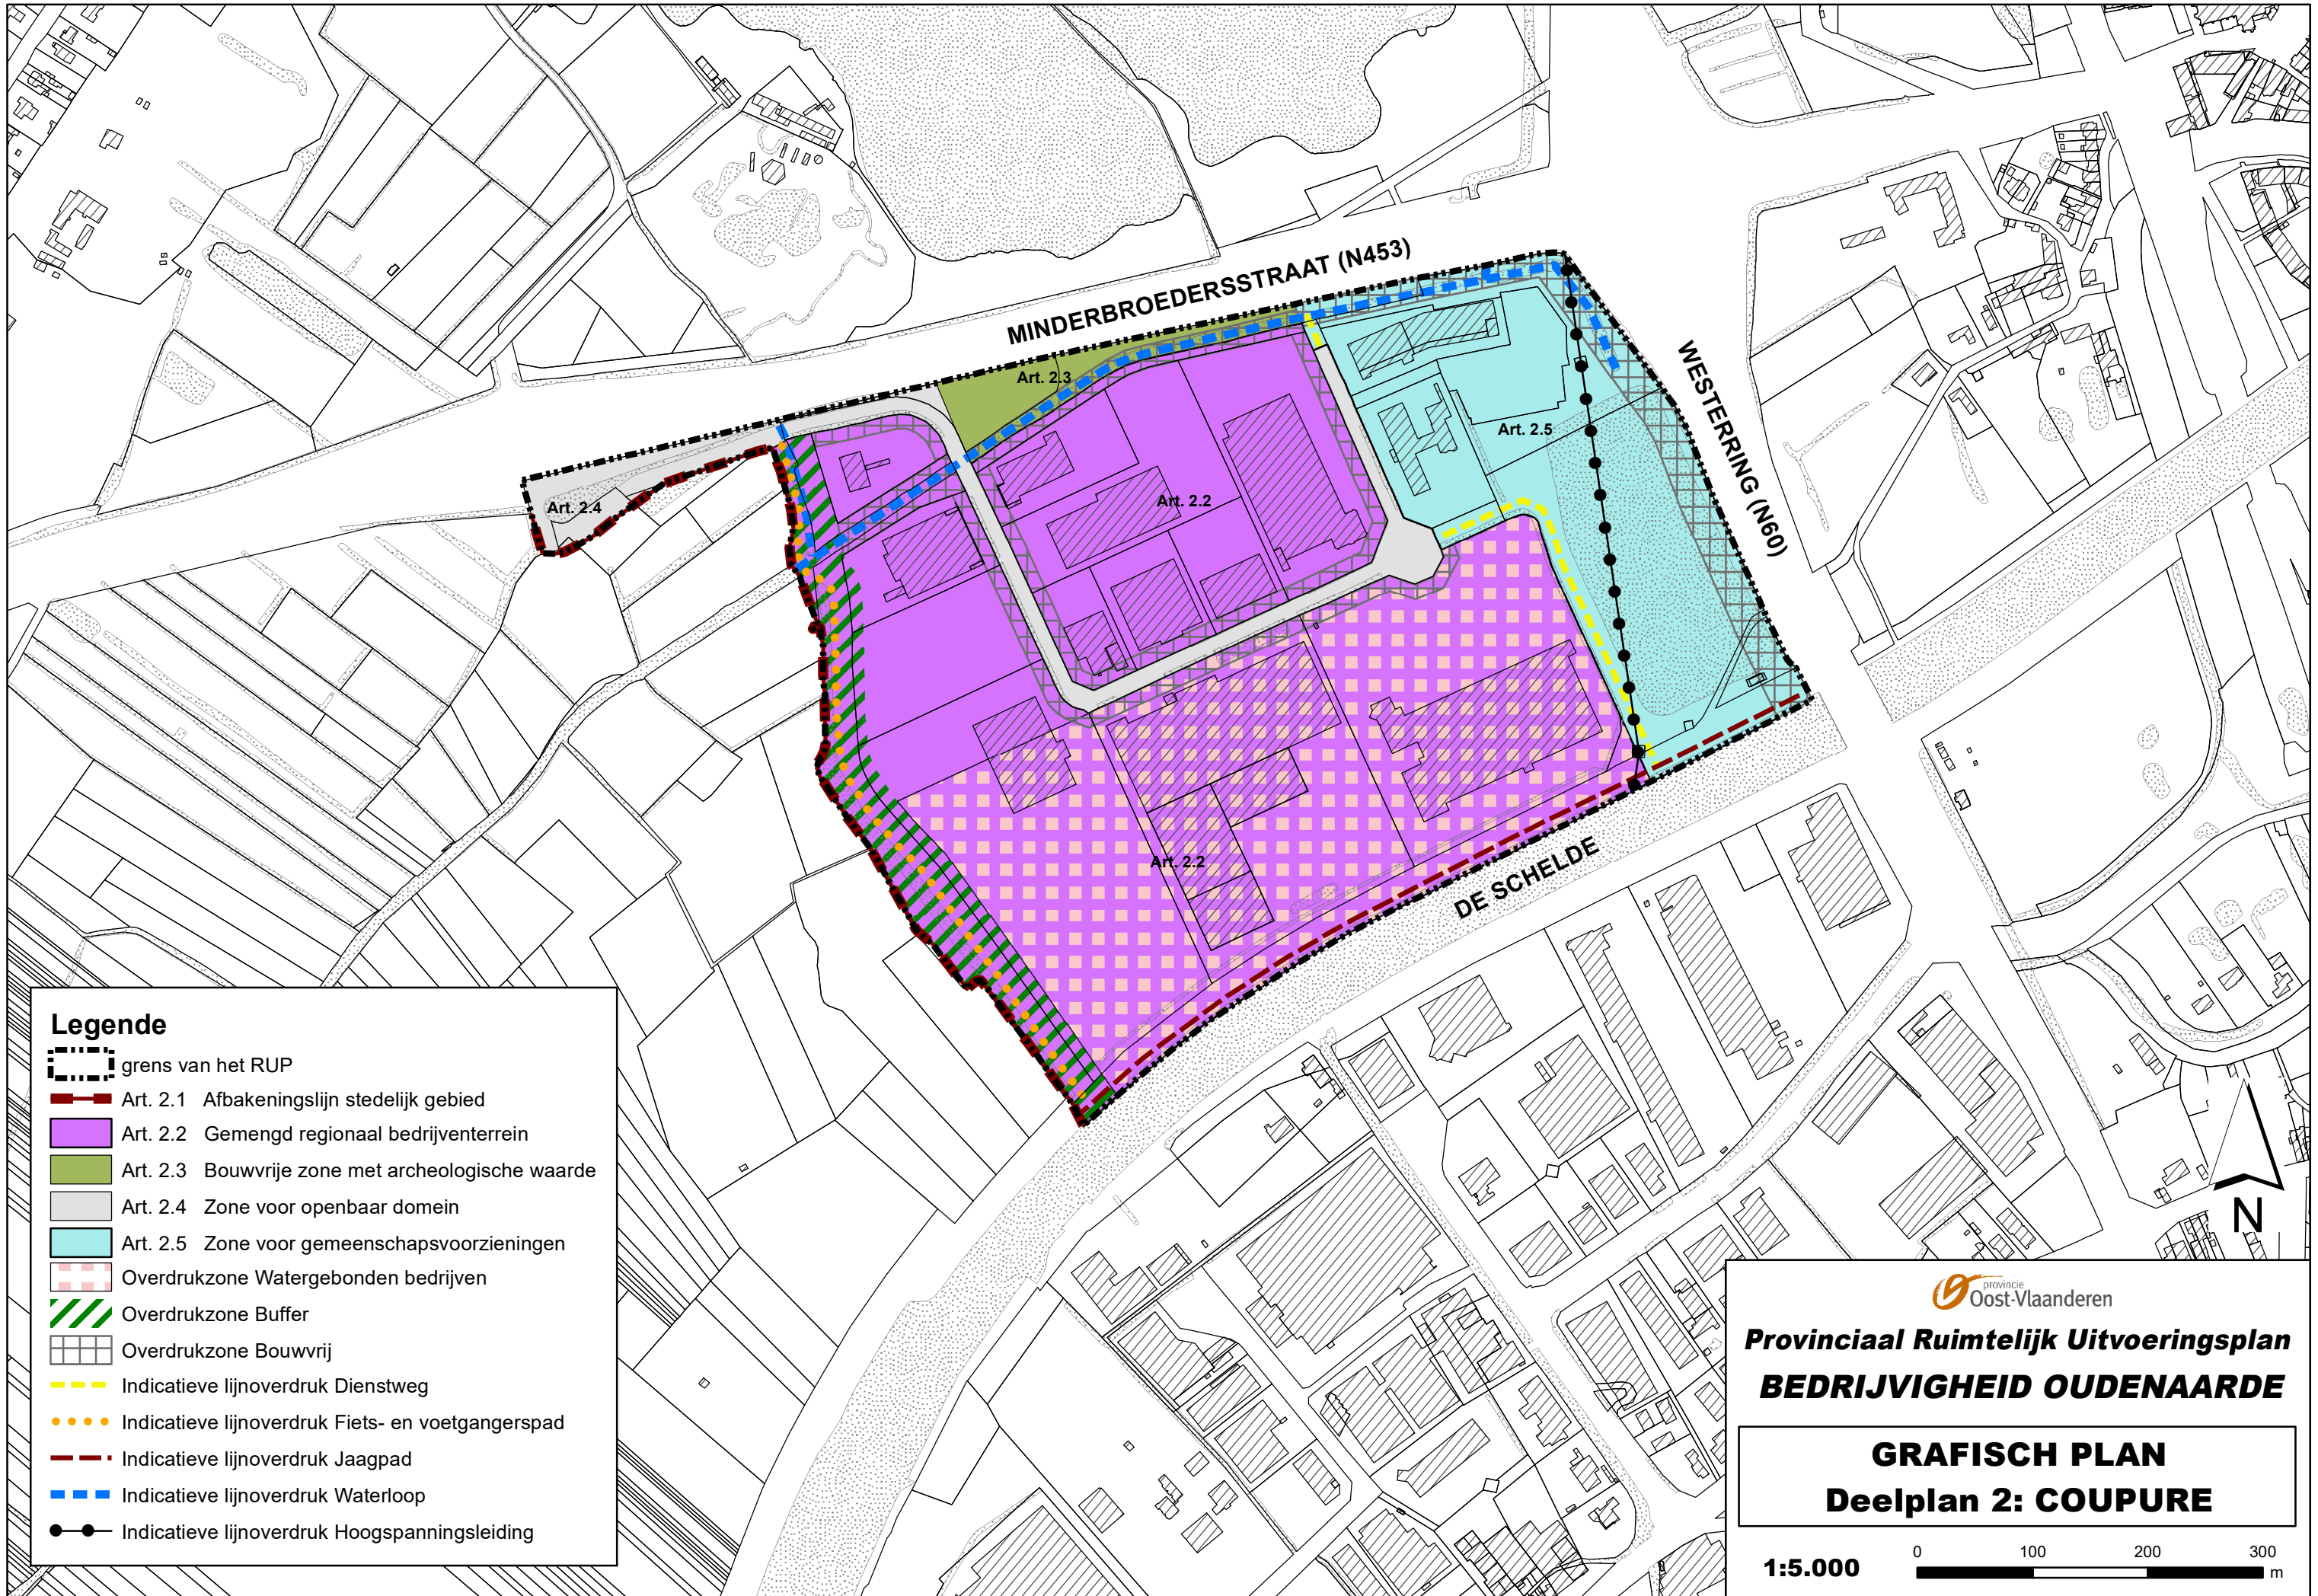 MINDERBROEDERSSTRAAT (N453)
WESTERRING (N60)
Art. 2.3
Art. 2.5
Art. 2.4
Art. 2.2
Art. 2.2
DE SCHELDE
Legende
grens van het RUP
Art. 2.1 Afbakeningslijn stedelijk gebied
Art. 2.2 Gemengd regionaal bedrijventerrein
Art. 2.3 Bouwvrije zone met archeologische waarde
Art. 2.4 Zone voor openbaar domein
Art. 2.5 Zone voor gemeenschapsvoorzieningen
Overdrukzone Watergebonden bedrijven
Overdrukzone Buffer
Overdrukzone Bouwvrij
Indicatieve lijnoverdruk Dienstweg
Indicatieve lijnoverdruk Fiets- en voetgangerspad
Indicatieve lijnoverdruk Jaagpad
Indicatieve lijnoverdruk Waterloop
Indicatieve lijnoverdruk Hoogspanningsleiding
N
provincie
Oost-Vlaanderen
Provinciaal Ruimtelijk Uitvoeringsplan
BEDRIJVIGHEID OUDENAARDE
GRAFISCH PLAN
Deelplan 2: COUPURE
1:5.000
0 100 200 300
m